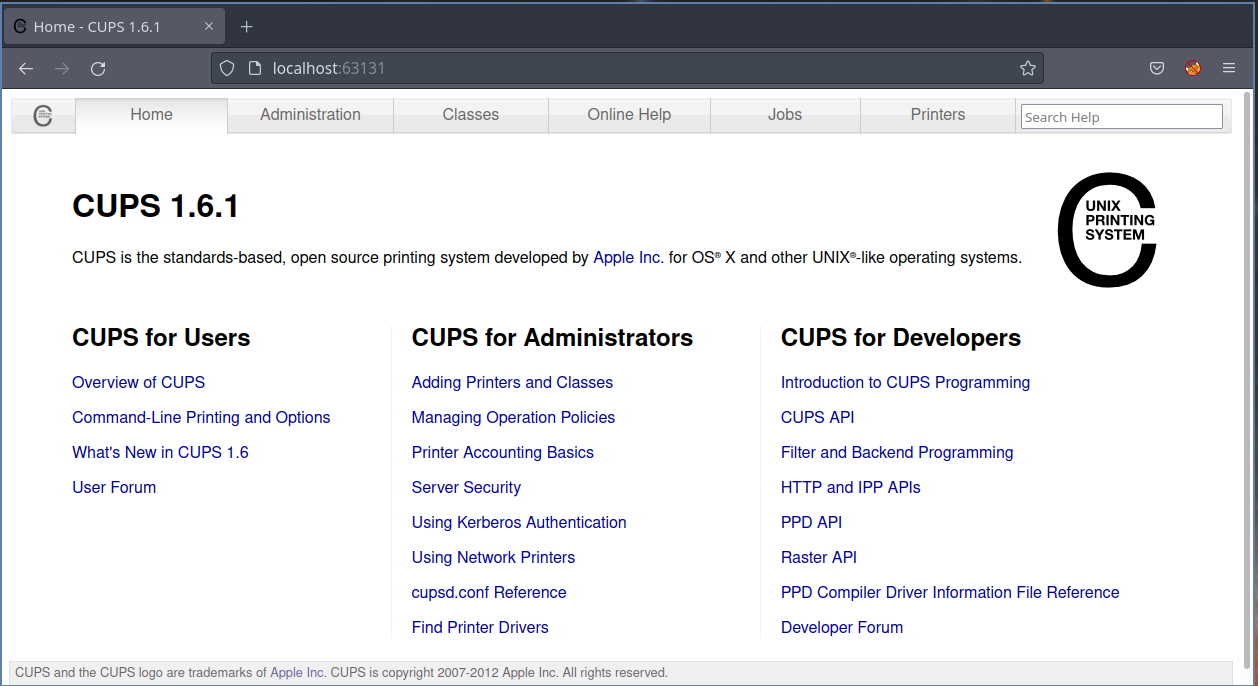 Home - CUPS 1.6.1
localhost:63131
Home Administration Classes Online Help Jobs Printers Search Help
CUPS 1.6.1
UNIX
PRINTING
SYSTEM
CUPS is the standards-based, open source printing system developed by Apple Inc. for OS® X and other UNIX®-like operating systems.
CUPS for Users
Overview of CUPS
Command-Line Printing and Options
What's New in CUPS 1.6
User Forum
CUPS for Administrators
Adding Printers and Classes
Managing Operation Policies
Printer Accounting Basics
Server Security
Using Kerberos Authentication
Using Network Printers
cupsd.conf Reference
Find Printer Drivers
CUPS for Developers
Introduction to CUPS Programming
CUPS API
Filter and Backend Programming
HTTP and IPP APIs
PPD API
Raster API
PPD Compiler Driver Information File Reference
Developer Forum
CUPS and the CUPS logo are trademarks of Apple Inc. CUPS is copyright 2007-2012 Apple Inc. All rights reserved.